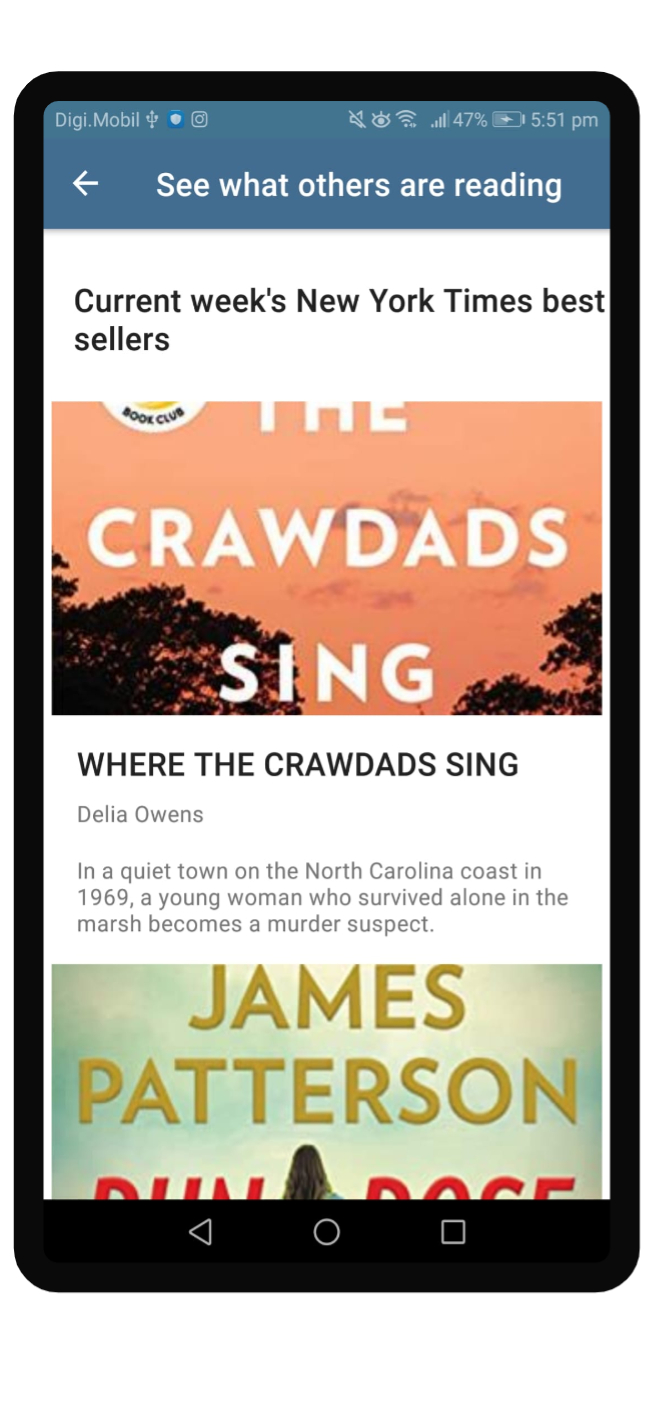 Digi.Mobil 47% 5:51 pm
See what others are reading
Current week's New York Times best
sellers
BOOK CLUB
THE
CRAWDADS
SING
WHERE THE CRAWDADS SING
Delia Owens
In a quiet town on the North Carolina coast in
1969, a young woman who survived alone in the
marsh becomes a murder suspect.
JAMES
PATTERSON
RUN ROSE